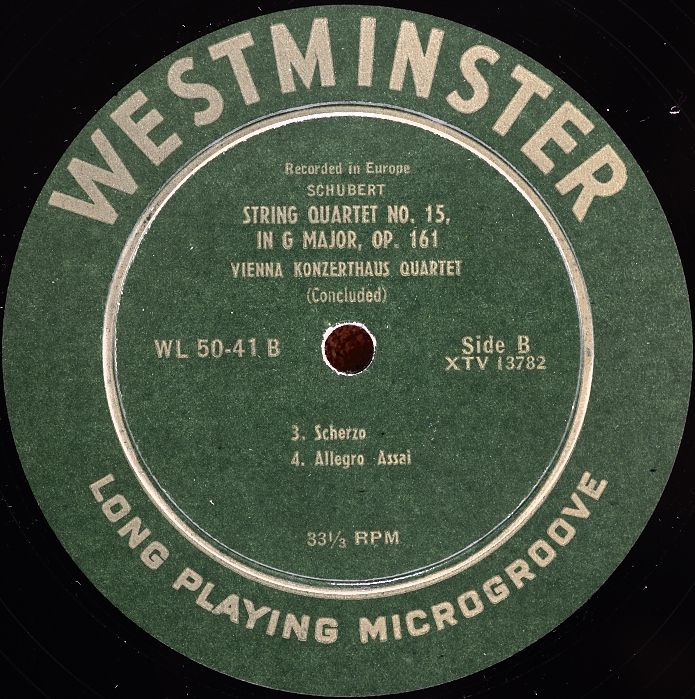 WESTMINSTER
Recorded in Europe
SCHUBERT
STRING QUARTET NO. 15,
IN G MAJOR, OP. 161
VIENNA KONZERTHAUS QUARTET
(Concluded)
WL 50-41 B
Side B
XTV 13782
3. Scherzo
4. Allegro Assai
33⅓ RPM
LONG PLAYING MICROGROOVE